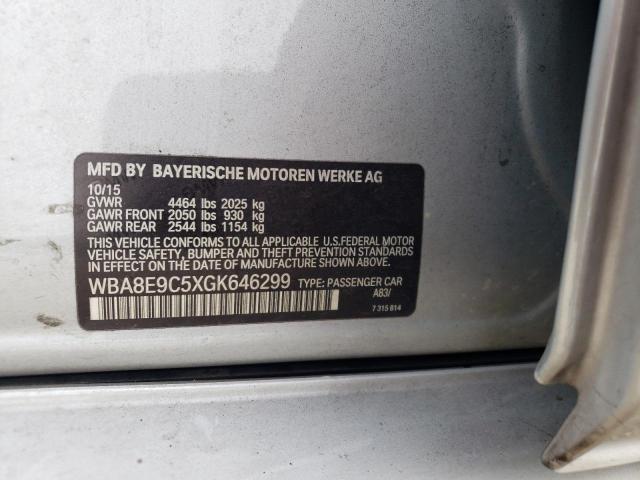 MFD BY BAYERISCHE MOTOREN WERKE AG
10/15
GVWR 4464 lbs 2025 kg
GAWR FRONT 2050 lbs 930 kg
GAWR REAR 2544 lbs 1154 kg
THIS VEHICLE CONFORMS TO ALL APPLICABLE U.S.FEDERAL MOTOR
VEHICLE SAFETY, BUMPER, AND THEFT PREVENTION STANDARDS
IN EFFECT ON THE DATE OF MANUFACTURE SHOWN ABOVE.
WBA8E9C5XGK646299 TYPE: PASSENGER CAR
A83/
7 315 814